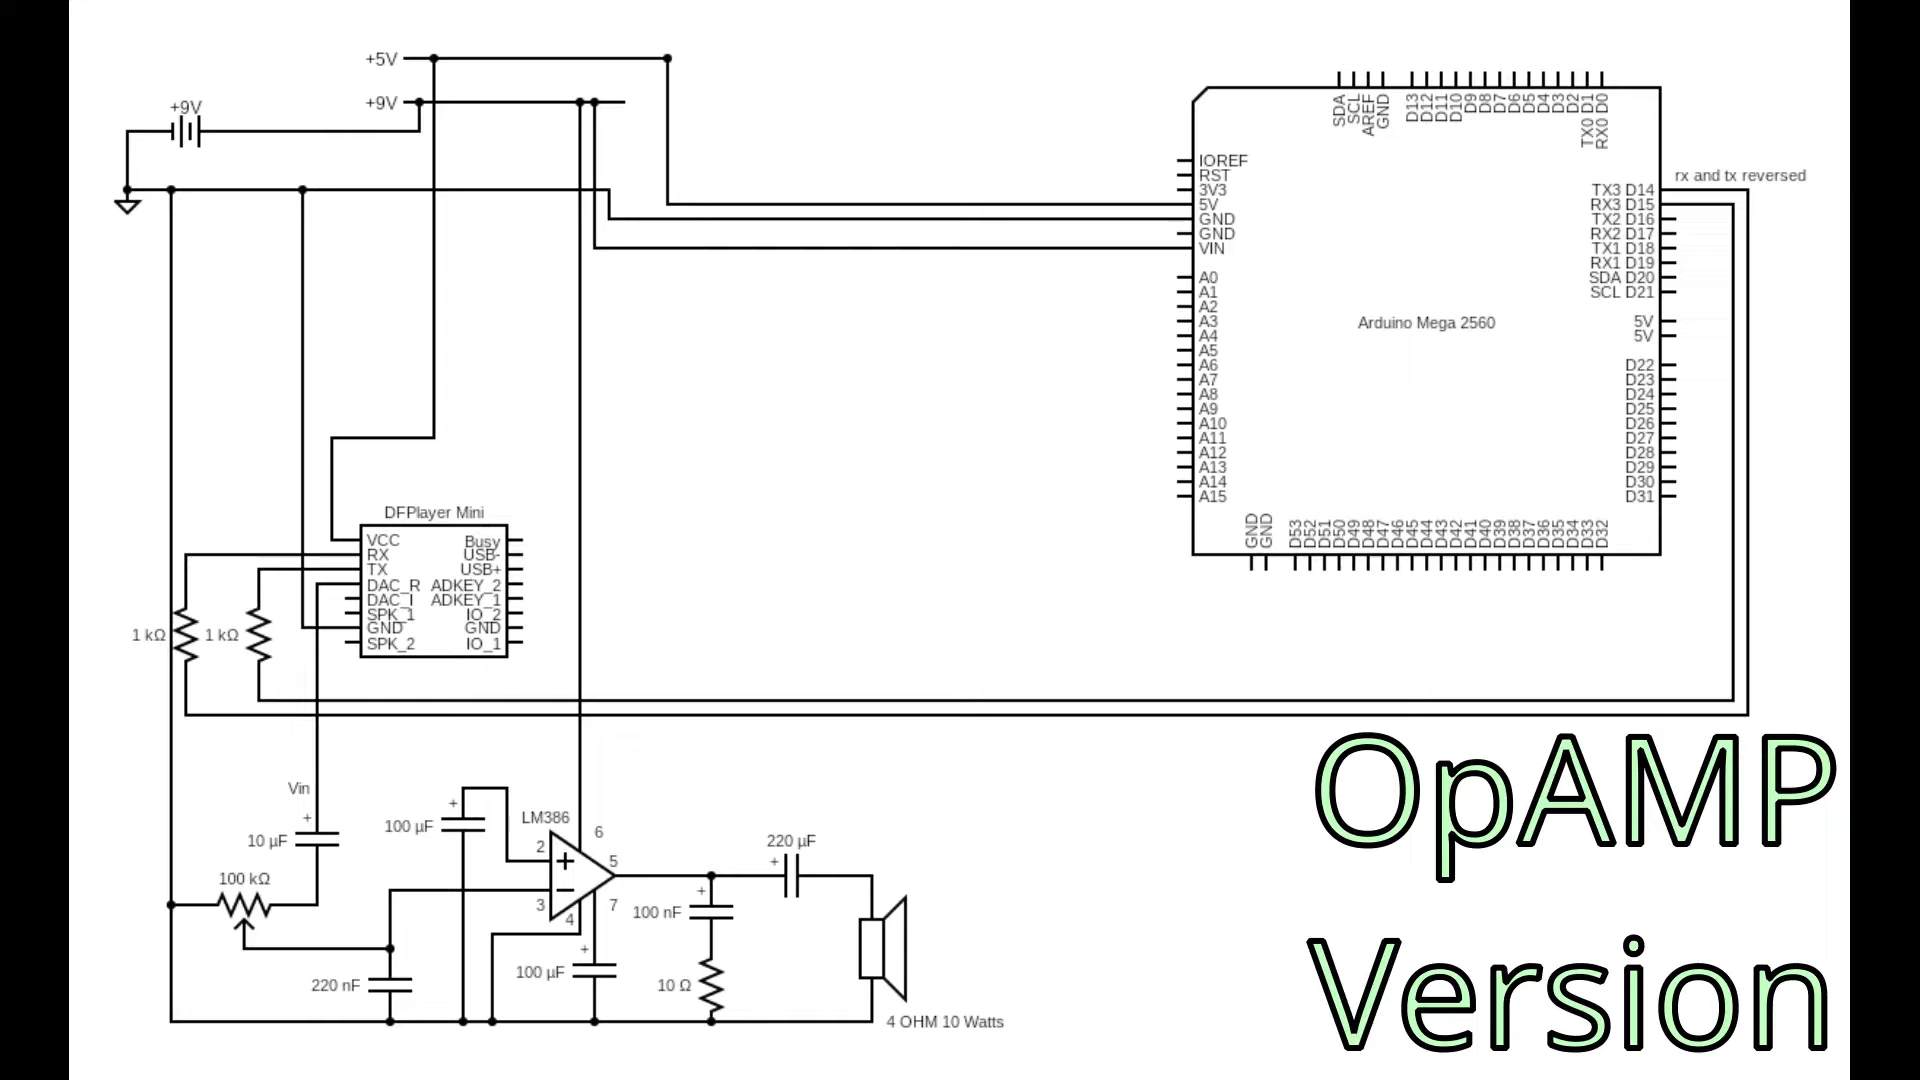 +5V
+9V
+9V
SDA
SCL
AREF
GND
D13
D12
D11
D10
D9
D8
D7
D6
D5
D4
D3
D2
TX0 D1
RX0 D0
IOREF
RST
3V3
5V
GND
GND
VIN
A0
A1
A2
A3
A4
A5
A6
A7
A8
A9
A10
A11
A12
A13
A14
A15
Arduino Mega 2560
rx and tx reversed
TX3 D14
RX3 D15
TX2 D16
RX2 D17
TX1 D18
RX1 D19
SDA D20
SCL D21
5V
5V
D22
D23
D24
D25
D26
D27
D28
D29
D30
D31
GND
GND
D53
D52
D51
D50
D49
D48
D47
D46
D45
D44
D43
D42
D41
D40
D39
D38
D37
D36
D35
D34
D33
D32
DFPlayer Mini
VCC
RX
TX
DAC_R
DAC_I
SPK_1
GND
SPK_2
Busy
USB-
USB+
ADKEY_2
ADKEY_1
IO_2
GND
IO_1
1 kΩ
1 kΩ
Vin
+
10 µF
100 kΩ
220 nF
+
100 µF
LM386
2
3
4
5
6
7
+
100 µF
+
100 nF
10 Ω
220 µF
+
4 OHM 10 Watts
OpAMP
Version